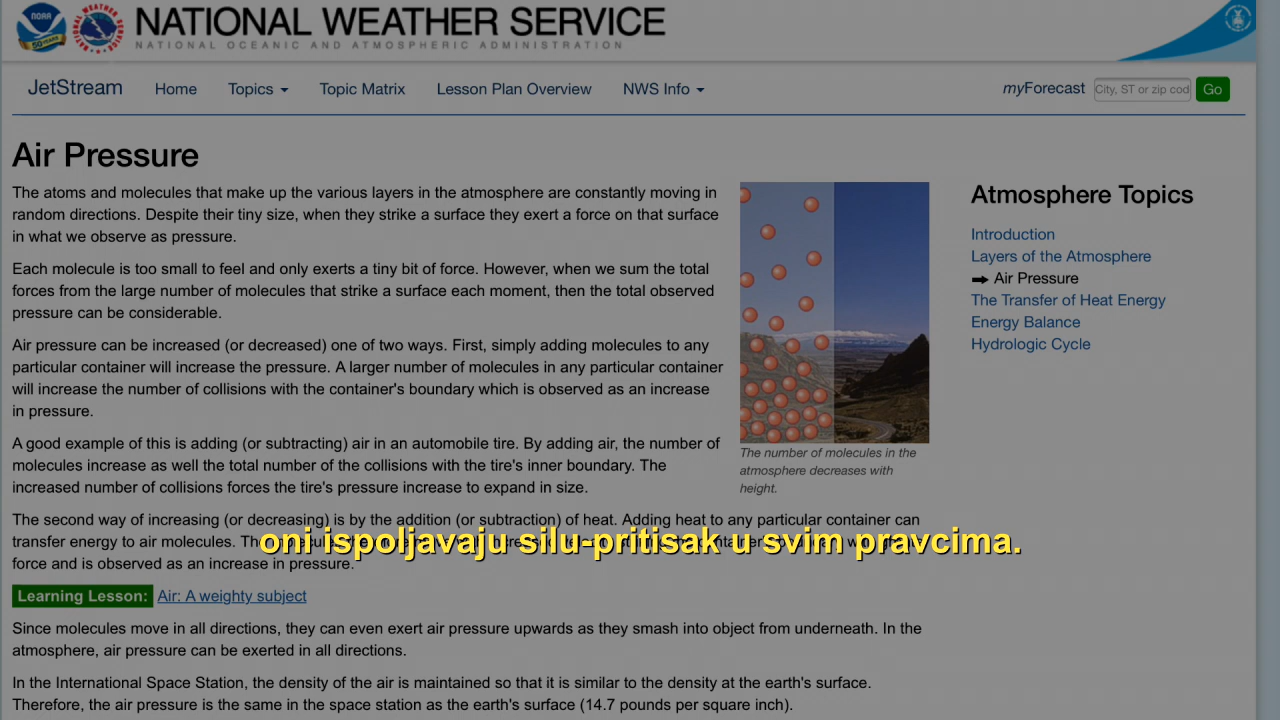 NATIONAL WEATHER SERVICE
NATIONAL OCEANIC AND ATMOSPHERIC ADMINISTRATION
JetStream Home Topics Topic Matrix Lesson Plan Overview NWS Info myForecast City, ST or zip cod Go
Air Pressure
The atoms and molecules that make up the various layers in the atmosphere are constantly moving in
random directions. Despite their tiny size, when they strike a surface they exert a force on that surface
in what we observe as pressure.
Each molecule is too small to feel and only exerts a tiny bit of force. However, when we sum the total
forces from the large number of molecules that strike a surface each moment, then the total observed
pressure can be considerable.
Air pressure can be increased (or decreased) one of two ways. First, simply adding molecules to any
particular container will increase the pressure. A larger number of molecules in any particular container
will increase the number of collisions with the container's boundary which is observed as an increase
in pressure.
A good example of this is adding (or subtracting) air in an automobile tire. By adding air, the number of
molecules increase as well the total number of the collisions with the tire's inner boundary. The
increased number of collisions forces the tire's pressure increase to expand in size.
The number of molecules in the
atmosphere decreases with
height.
Atmosphere Topics
Introduction
Layers of the Atmosphere
Air Pressure
The Transfer of Heat Energy
Energy Balance
Hydrologic Cycle
The second way of increasing (or decreasing) is by the addition (or subtraction) of heat. Adding heat to any particular container can
transfer energy to air molecules.
oni ispoljavaju silu-pritisak u svim pravcima.
force and is observed as an increase in pressure.
Learning Lesson: Air: A weighty subject
Since molecules move in all directions, they can even exert air pressure upwards as they smash into object from underneath. In the
atmosphere, air pressure can be exerted in all directions.
In the International Space Station, the density of the air is maintained so that it is similar to the density at the earth's surface.
Therefore, the air pressure is the same in the space station as the earth's surface (14.7 pounds per square inch).